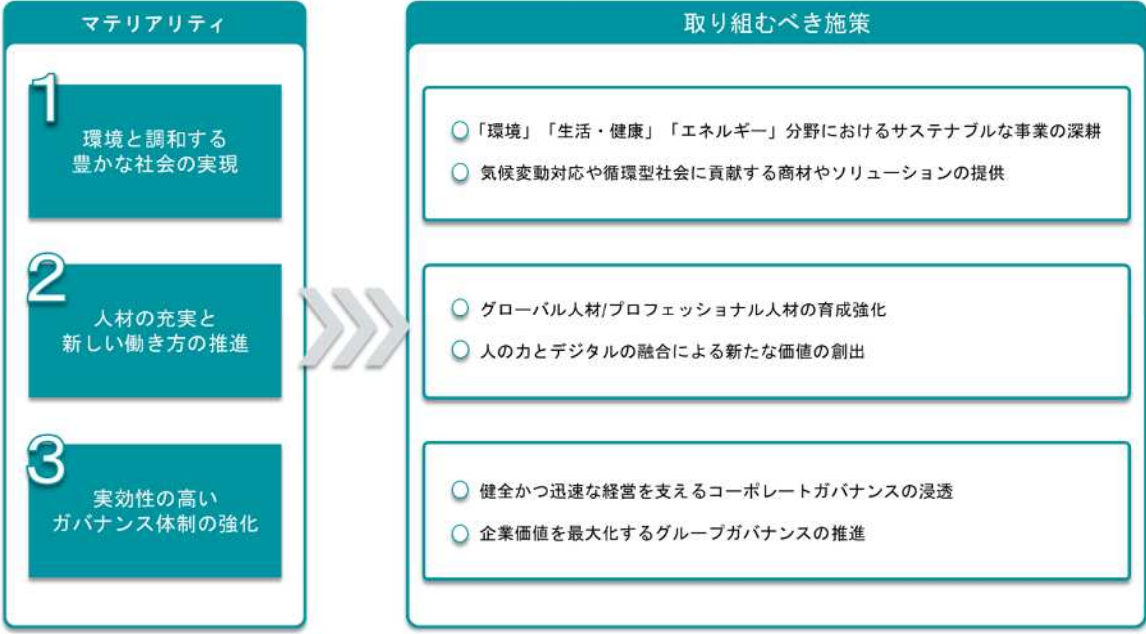 マテリアリティ
取り組むべき施策
1
環境と調和する
豊かな社会の実現
○「環境」「生活・健康」「エネルギー」分野におけるサステナブルな事業の深耕
○ 気候変動対応や循環型社会に貢献する商材やソリューションの提供
2
人材の充実と
新しい働き方の推進
○ グローバル人材/プロフェッショナル人材の育成強化
○ 人の力とデジタルの融合による新たな価値の創出
3
実効性の高い
ガバナンス体制の強化
○ 健全かつ迅速な経営を支えるコーポレートガバナンスの浸透
○ 企業価値を最大化するグループガバナンスの推進